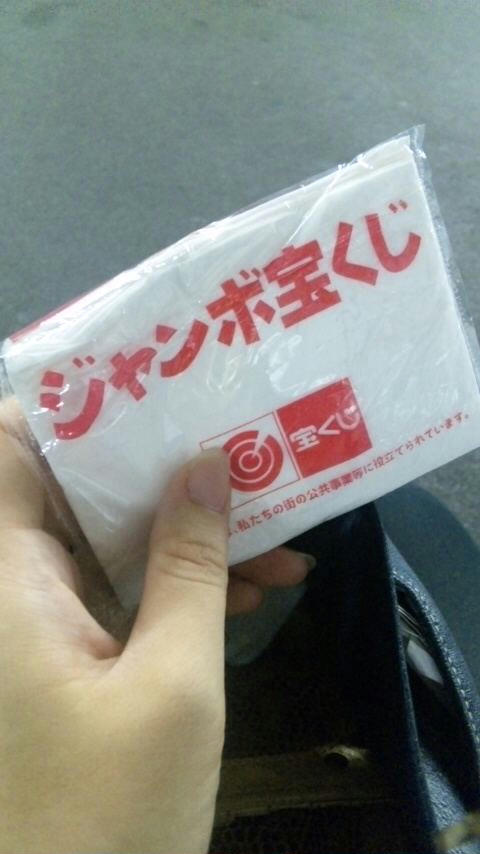 ジャンボ宝くじ
宝くじ
、私たちの街の公共事業等に役立てられています。